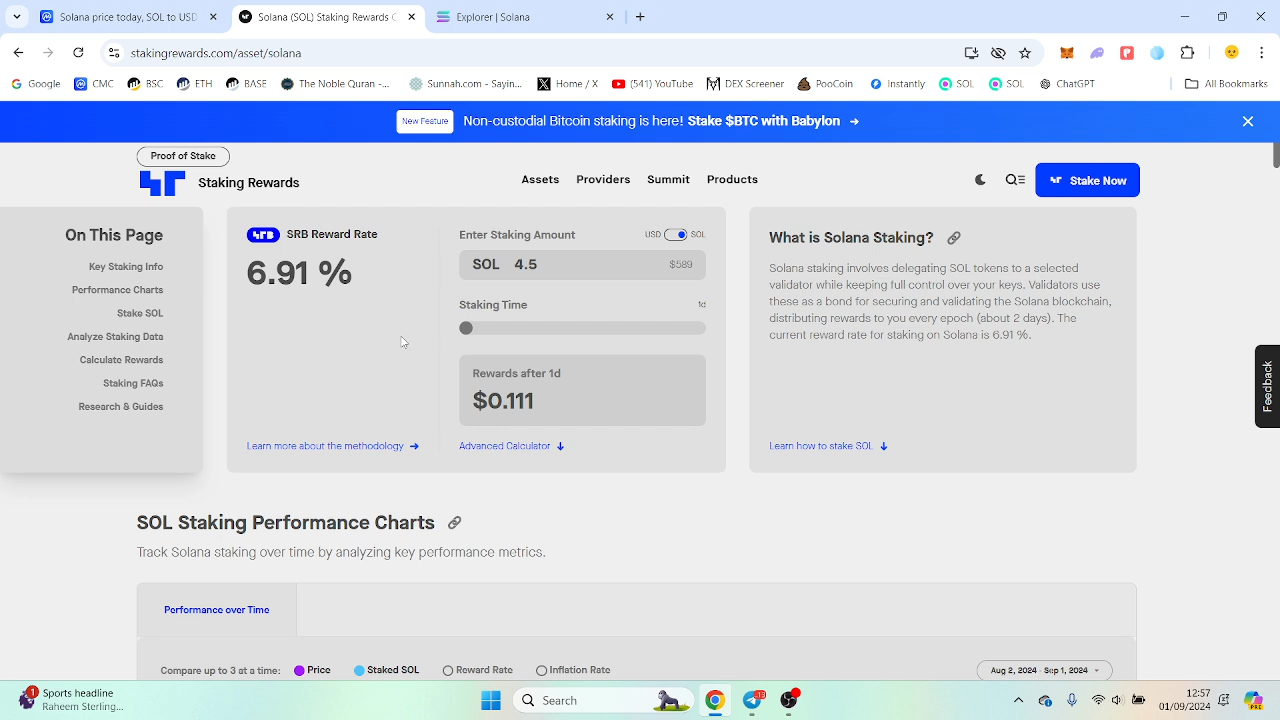 Solana price today, SOL to USD
Solana (SOL) Staking Rewards C
Explorer | Solana
stakingrewards.com/asset/solana
Google
CMC
BSC
ETH
BASE
The Noble Quran -...
Sunnah.com - Sayin...
Home / X
(541) YouTube
DEX Screener
PooCoin
Instantly
SOL
SOL
ChatGPT
All Bookmarks
New Feature
Non-custodial Bitcoin staking is here! Stake $BTC with Babylon →
Proof of Stake
Staking Rewards
Assets
Providers
Summit
Products
Stake Now
On This Page
Key Staking Info
Performance Charts
Stake SOL
Analyze Staking Data
Calculate Rewards
Staking FAQs
Research & Guides
SRB Reward Rate
6.91 %
Learn more about the methodology →
Enter Staking Amount
USD
SOL
SOL 4.5
$589
Staking Time
1d
Rewards after 1d
$0.111
Advanced Calculator ↓
What is Solana Staking?
Solana staking involves delegating SOL tokens to a selected
validator while keeping full control over your keys. Validators use
these as a bond for securing and validating the Solana blockchain,
distributing rewards to you every epoch (about 2 days). The
current reward rate for staking on Solana is 6.91 %.
Learn how to stake SOL ↓
Feedback
SOL Staking Performance Charts
Track Solana staking over time by analyzing key performance metrics.
Performance over Time
Compare up to 3 at a time:
Price
Staked SOL
Reward Rate
Inflation Rate
Aug 2, 2024 - Sep 1, 2024
1
Sports headline
Raheem Sterling...
Search
13
12:57
01/09/2024
PRE